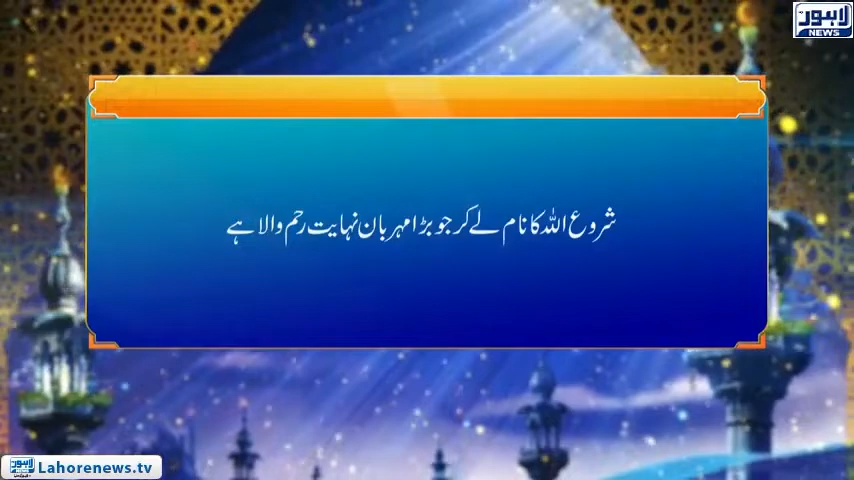 لاہور
NEWS
شروع اللہ کا نام لے کر جو بڑا مہربان نہایت رحم والا ہے
لاہور
Lahorenews.tv